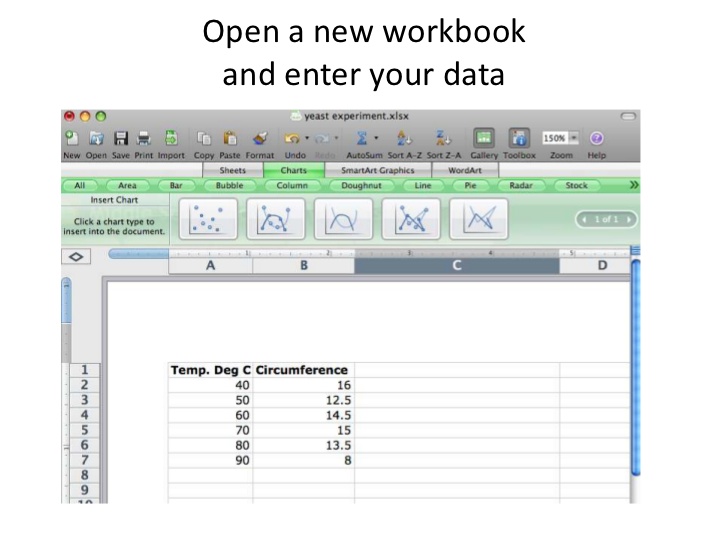 Open a new workbook
and enter your data
yeast experiment.xlsx
150%
New Open Save Print Import Copy Paste Format Undo Redo AutoSum Sort A-Z Sort Z-A Gallery Toolbox Zoom Help
Sheets Charts SmartArt Graphics WordArt
All Area Bar Bubble Column Doughnut Line Pie Radar Stock
Insert Chart
Click a chart type to
insert into the document.
1 of 1
A B C D
1 Temp. Deg C Circumference
2 40 16
3 50 12.5
4 60 14.5
5 70 15
6 80 13.5
7 90 8
8
9
10